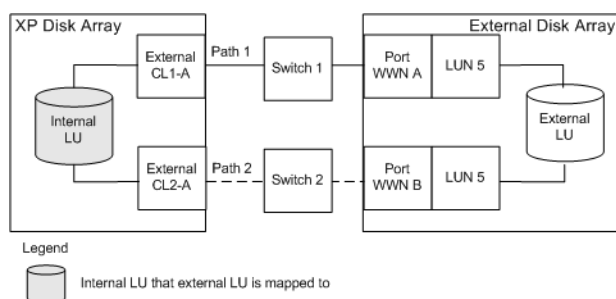 XP Disk Array
External Disk Array
External
CL1-A
Path 1
Switch 1
Port
WWN A
LUN 5
Internal
LU
External
LU
External
CL2-A
Path 2
Switch 2
Port
WWN B
LUN 5
Legend
Internal LU that external LU is mapped to